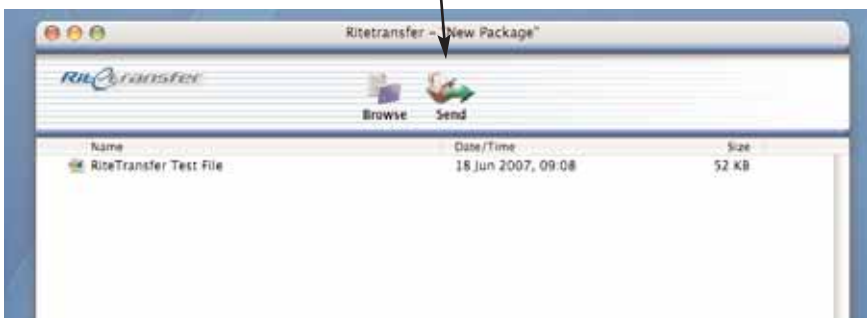 Ritetransfer – "New Package"
RiteTransfer
Browse Send
Name Date/Time Size
RiteTransfer Test File 18 Jun 2007, 09:08 52 KB